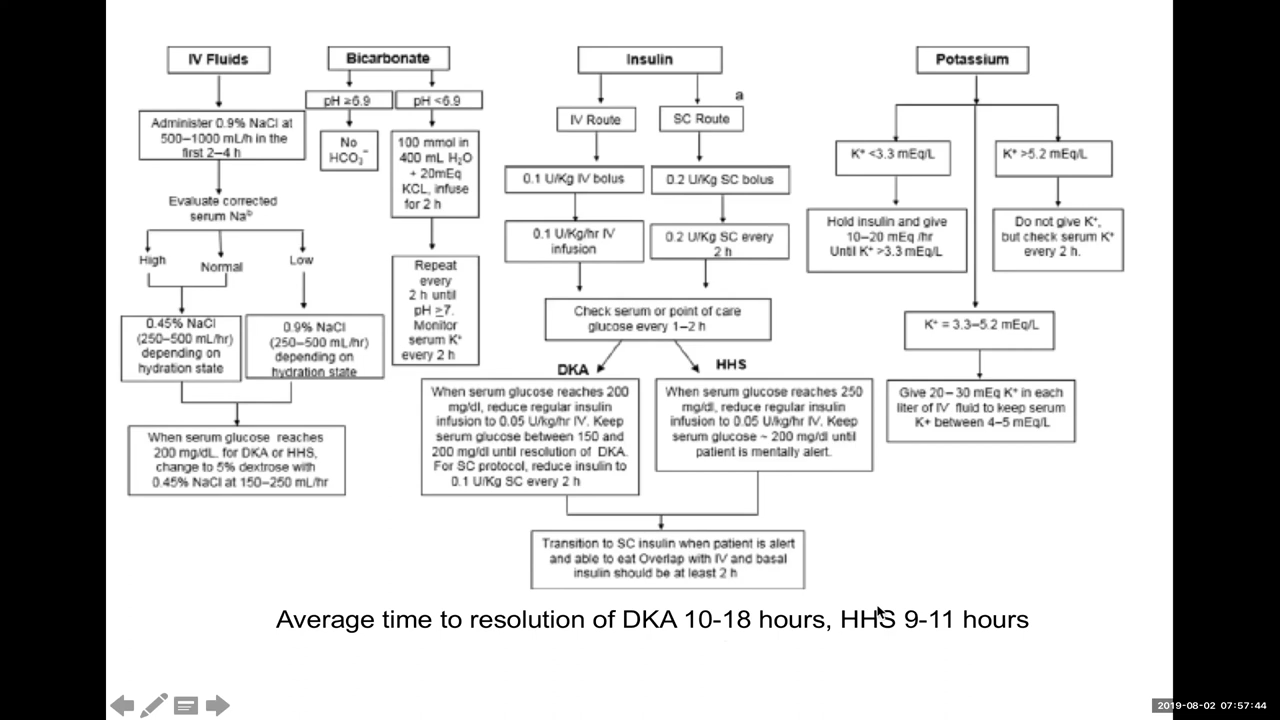 IV Fluids
Administer 0.9% NaCl at
500–1000 mL/h in the
first 2–4 h
Evaluate corrected
serum Na
High
Normal
Low
0.45% NaCl
(250–500 mL/hr)
depending on
hydration state
0.9% NaCl
(250–500 mL/hr)
depending on
hydration state
When serum glucose reaches
200 mg/dL. for DKA or HHS,
change to 5% dextrose with
0.45% NaCl at 150–250 mL/hr
Bicarbonate
pH ≥6.9
No
HCO₃⁻
pH <6.9
100 mmol in
400 mL H₂O
+ 20mEq
KCL, infuse
for 2 h
Repeat
every
2 h until
pH ≥7.
Monitor
serum K⁺
every 2 h
Insulin
IV Route
0.1 U/Kg IV bolus
0.1 U/Kg/hr IV
infusion
a
SC Route
0.2 U/Kg SC bolus
0.2 U/Kg SC every
2 h
Check serum or point of care
glucose every 1–2 h
DKA
When serum glucose reaches 200
mg/dl, reduce regular insulin
infusion to 0.05 U/kg/hr IV. Keep
serum glucose between 150 and
200 mg/dl until resolution of DKA.
For SC protocol, reduce insulin to
0.1 U/Kg SC every 2 h
HHS
When serum glucose reaches 250
mg/dl, reduce regular insulin
infusion to 0.05 U/kg/hr IV. Keep
serum glucose ~ 200 mg/dl until
patient is mentally alert.
Transition to SC insulin when patient is alert
and able to eat Overlap with IV and basal
insulin should be at least 2 h
Potassium
K⁺ <3.3 mEq/L
Hold insulin and give
10–20 mEq /hr
Until K⁺ >3.3 mEq/L
K⁺ >5.2 mEq/L
Do not give K⁺,
but check serum K⁺
every 2 h.
K⁺ = 3.3–5.2 mEq/L
Give 20–30 mEq K⁺ in each
liter of IV fluid to keep serum
K+ between 4–5 mEq/L
Average time to resolution of DKA 10-18 hours, HHS 9-11 hours
2019-08-02 07:57:44